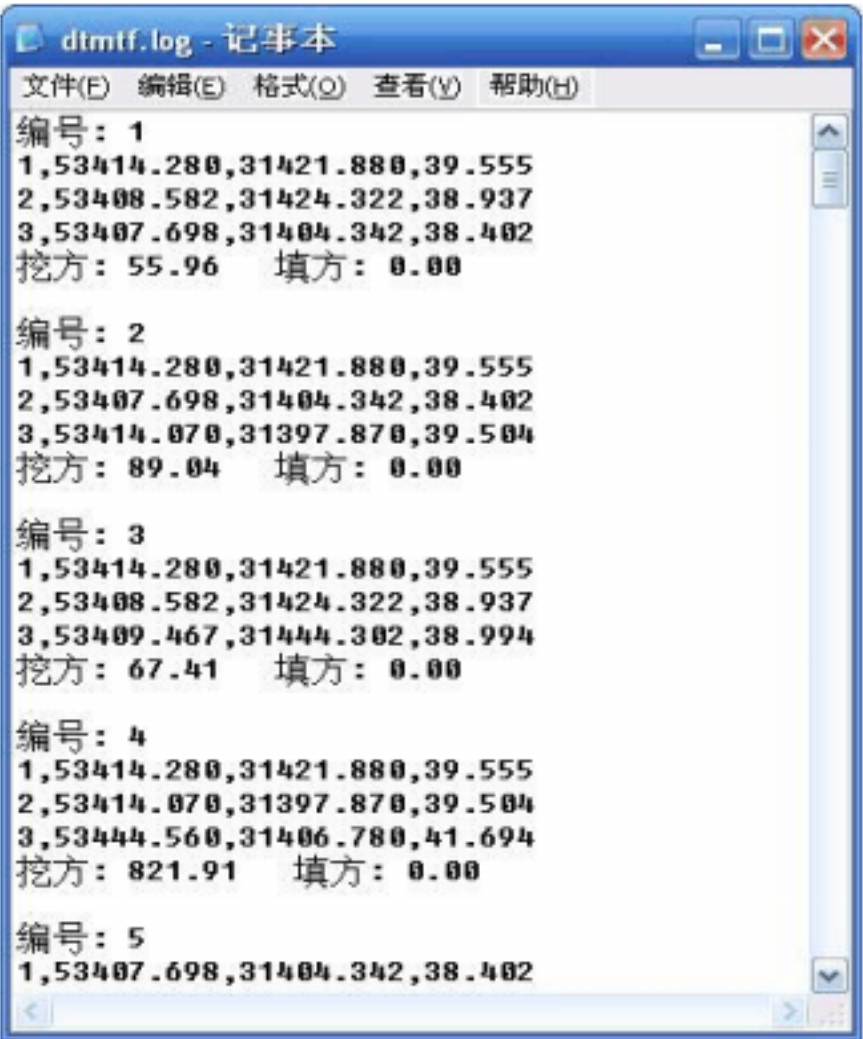 dtmtf.log - 记事本
文件(F) 编辑(E) 格式(O) 查看(V) 帮助(H)
编号: 1
1,53414.280,31421.880,39.555
2,53408.582,31424.322,38.937
3,53407.698,31404.342,38.402
挖方: 55.96 填方: 0.00
编号: 2
1,53414.280,31421.880,39.555
2,53407.698,31404.342,38.402
3,53414.070,31397.870,39.504
挖方: 89.04 填方: 0.00
编号: 3
1,53414.280,31421.880,39.555
2,53408.582,31424.322,38.937
3,53409.467,31444.302,38.994
挖方: 67.41 填方: 0.00
编号: 4
1,53414.280,31421.880,39.555
2,53414.070,31397.870,39.504
3,53444.560,31406.780,41.694
挖方: 821.91 填方: 0.00
编号: 5
1,53407.698,31404.342,38.402